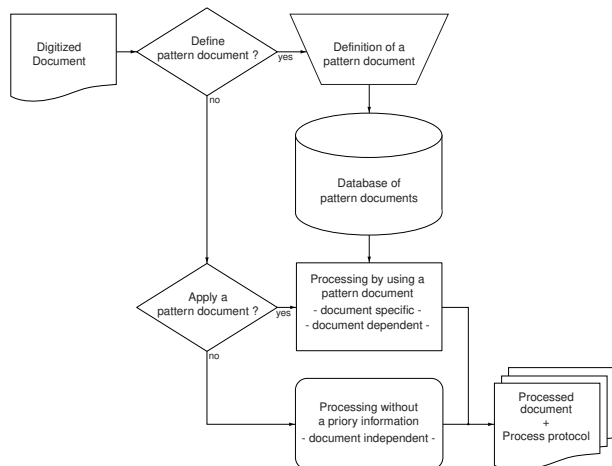 Digitized
Document
Define
pattern document ?
yes
no
Definition of a
pattern document
Database of
pattern documents
Apply a
pattern document ?
yes
no
Processing by using a
pattern document
- document specific -
- document dependent -
Processing without
a priory information
- document independent -
Processed
document
+
Process protocol